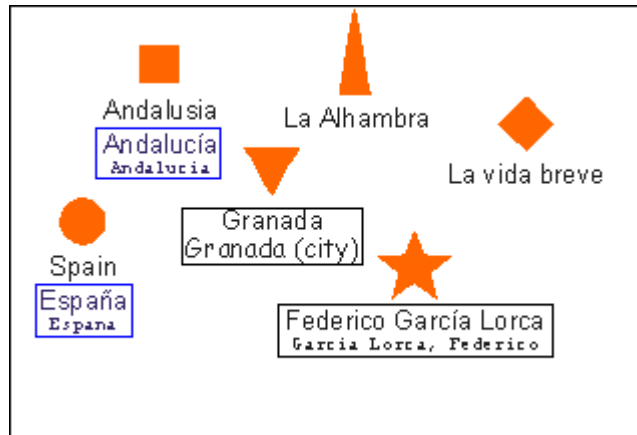 Andalusia
Andalucía
Andalucia
La Alhambra
La vida breve
Granada
Granada (city)
Spain
España
Espana
Federico García Lorca
Garcia Lorca, Federico